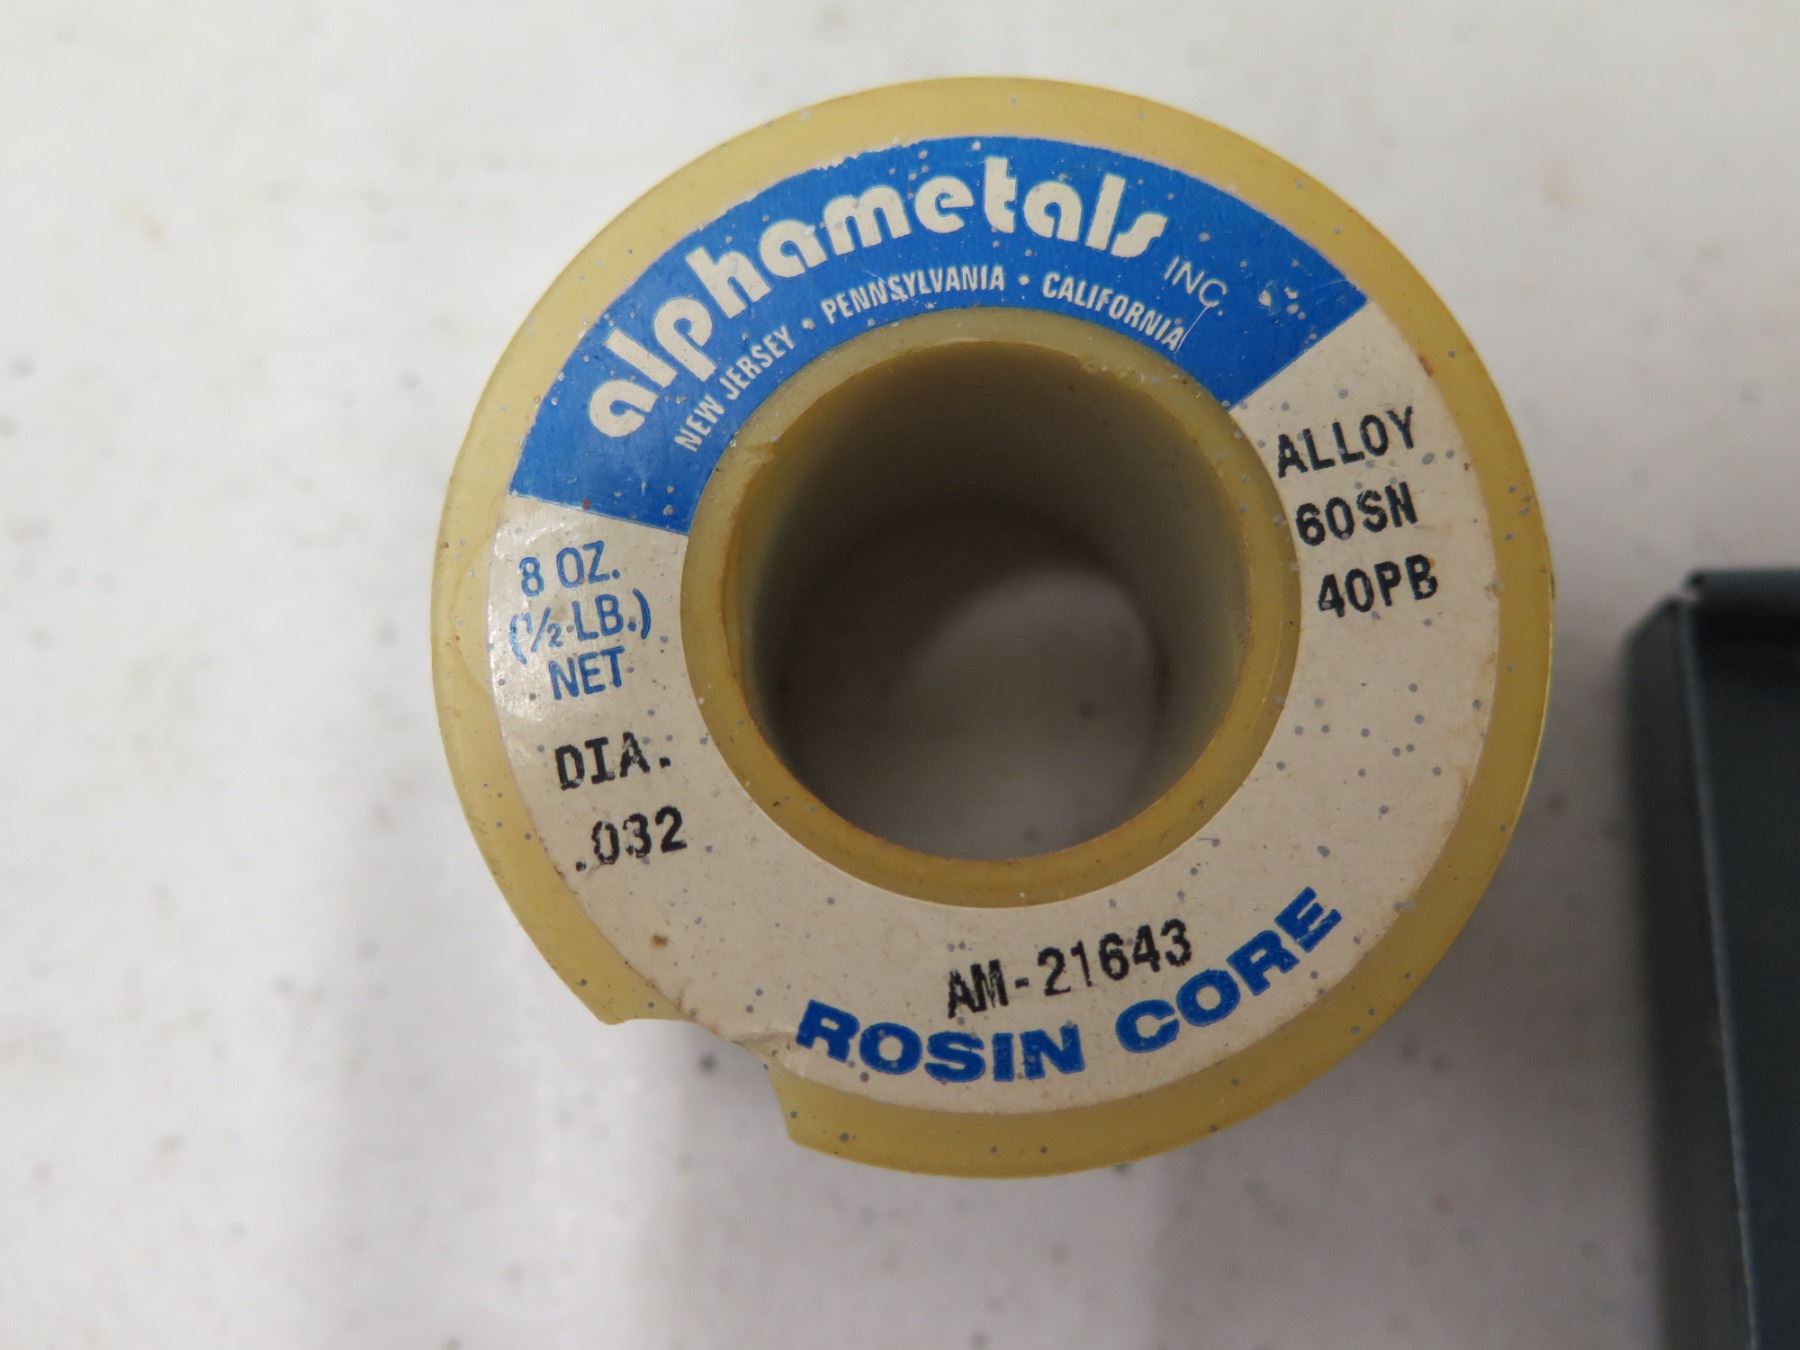 alphametals INC.
NEW JERSEY • PENNSYLVANIA • CALIFORNIA
8 OZ.
(½ LB.)
NET
DIA.
.032
ALLOY
60SN
40PB
AM-21643
ROSIN CORE